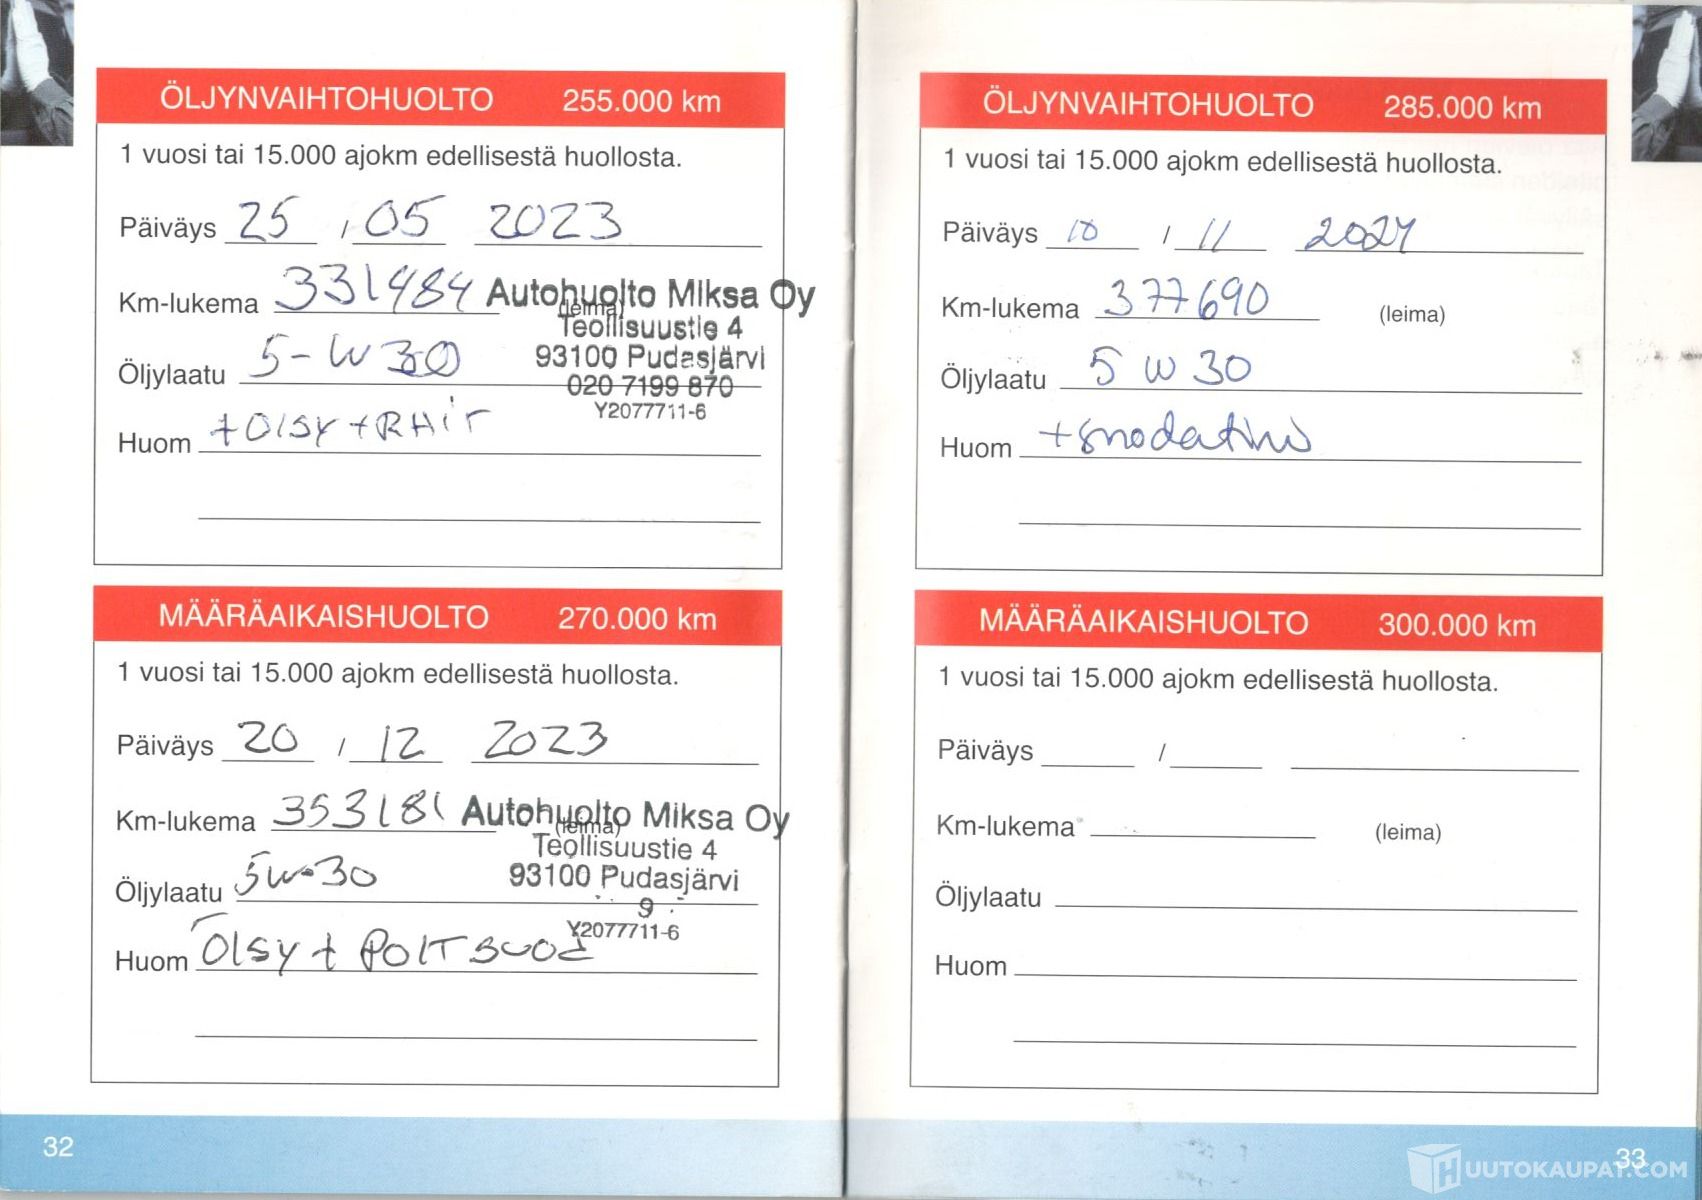 ÖLJYNVAIHTOHUOLTO 255.000 km
1 vuosi tai 15.000 ajokm edellisestä huollosta.
Päiväys 25 / 05 2023
Km-lukema 331484 (leima)
Autohuolto Miksa Oy
Teollisuustie 4
93100 Pudasjärvi
020 7199 870
Y2077711-6
Öljylaatu 5-W30
Huom +OISY+RAIT
MÄÄRÄAIKAISHUOLTO 270.000 km
1 vuosi tai 15.000 ajokm edellisestä huollosta.
Päiväys 20 / 12 2023
Km-lukema 353181 (leima)
Autohuolto Miksa Oy
Teollisuustie 4
93100 Pudasjärvi
9
Y2077711-6
Öljylaatu 5W-30
Huom OISY + POLT SUOD
32
ÖLJYNVAIHTOHUOLTO 285.000 km
1 vuosi tai 15.000 ajokm edellisestä huollosta.
Päiväys 10 / 11 2024
Km-lukema 377690 (leima)
Öljylaatu 5 W 30
Huom
MÄÄRÄAIKAISHUOLTO 300.000 km
1 vuosi tai 15.000 ajokm edellisestä huollosta.
Päiväys /
Km-lukema (leima)
Öljylaatu
Huom
33
HUUTOKAUPAT.COM